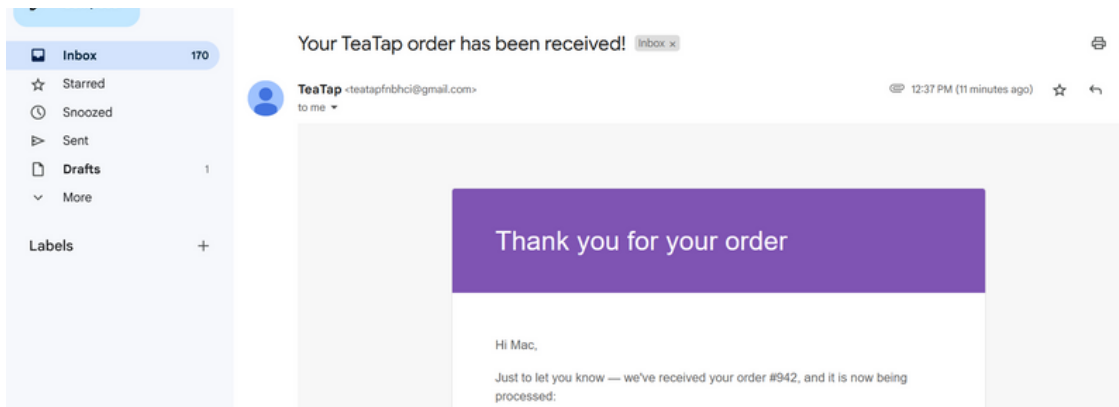 Inbox 170
Starred
Snoozed
Sent
Drafts 1
More
Labels +
Your TeaTap order has been received! Inbox x
TeaTap <teatapfnbhci@gmail.com> 12:37 PM (11 minutes ago)
to me
Thank you for your order
Hi Mac,
Just to let you know — we've received your order #942, and it is now being
processed: